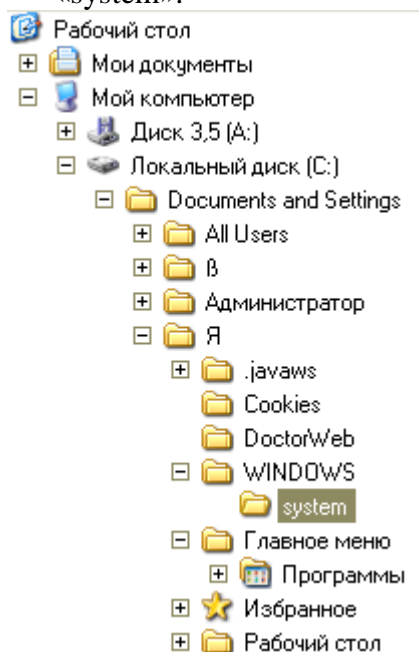 «system».
Рабочий стол
Мои документы
Мой компьютер
Диск 3,5 (A:)
Локальный диск (C:)
Documents and Settings
All Users
ß
Администратор
Я
.javaws
Cookies
DoctorWeb
WINDOWS
system
Главное меню
Программы
Избранное
Рабочий стол